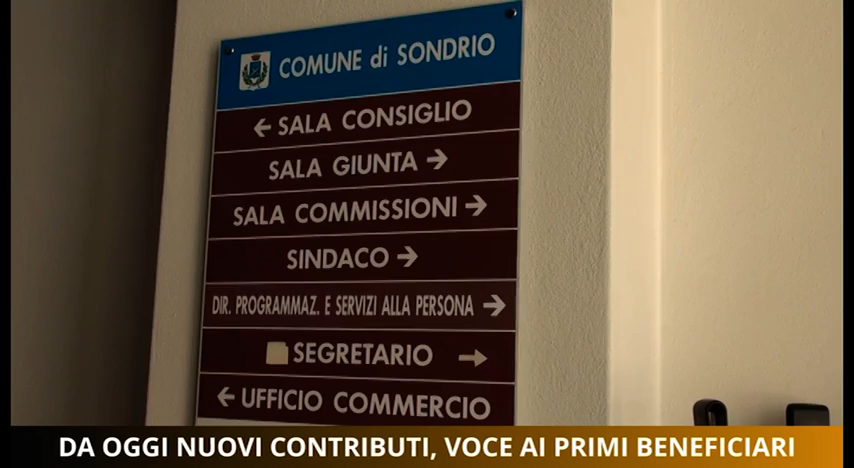 COMUNE di SONDRIO
← SALA CONSIGLIO
SALA GIUNTA →
SALA COMMISSIONI →
SINDACO →
DIR. PROGRAMMAZ. E SERVIZI ALLA PERSONA →
SEGRETARIO →
← UFFICIO COMMERCIO
DA OGGI NUOVI CONTRIBUTI, VOCE AI PRIMI BENEFICIARI